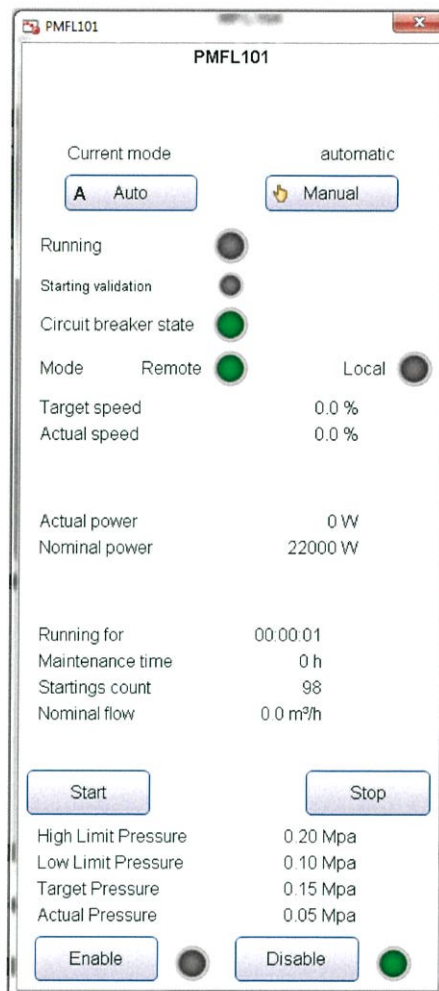 PMFL101
PMFL101
Current mode automatic
A Auto Manual
Running
Starting validation
Circuit breaker state
Mode Remote Local
Target speed 0.0 %
Actual speed 0.0 %
Actual power 0 W
Nominal power 22000 W
Running for 00:00:01
Maintenance time 0 h
Startings count 98
Nominal flow 0.0 m³/h
Start Stop
High Limit Pressure 0.20 Mpa
Low Limit Pressure 0.10 Mpa
Target Pressure 0.15 Mpa
Actual Pressure 0.05 Mpa
Enable Disable